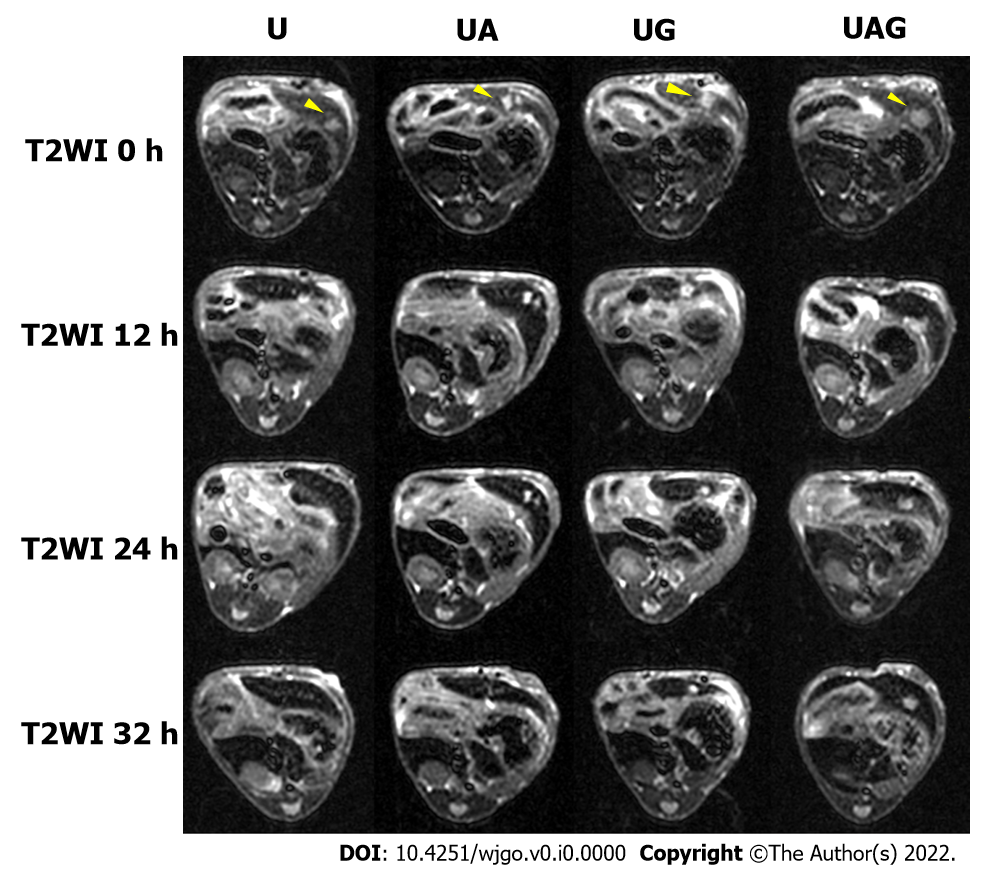 U UA UG UAG
T2WI 0 h
T2WI 12 h
T2WI 24 h
T2WI 32 h
DOI: 10.4251/wjgo.v0.i0.0000 Copyright ©The Author(s) 2022.